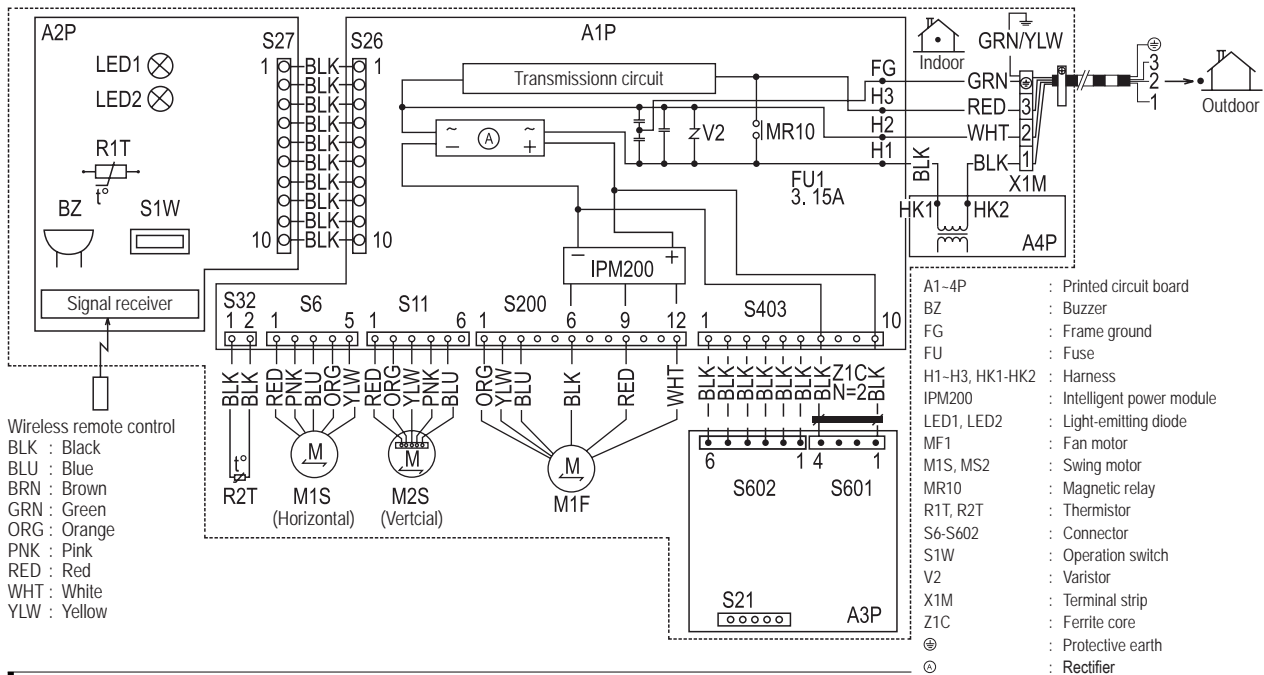 A2P
LED1
LED2
R1T
t°
BZ
S1W
Signal receiver
Wireless remote control
S27
S26
1
BLK
1
BLK
BLK
BLK
BLK
BLK
BLK
BLK
BLK
10
BLK
10
A1P
Transmissionn circuit
~
~
A
−
+
V2
MR10
FG
H3
H2
H1
FU1
3. 15A
−
+
IPM200
Indoor
GRN/YLW
GRN
RED
3
WHT
2
BLK
BLK
1
X1M
HK1
HK2
A4P
3
2
1
Outdoor
S32
1 2
S6
1 5
S11
1 6
S200
1 6 9 12
S403
1 10
BLK
BLK
RED
PNK
BLU
ORG
YLW
RED
ORG
YLW
PNK
BLU
ORG
YLW
BLU
BLK
RED
WHT
BLK
BLK
BLK
BLK
BLK
BLK
BLK
Z1C
N=2
BLK
t°
R2T
M
M1S
(Horizontal)
M
M2S
(Vertcial)
M
M1F
6 1
4 1
S602
S601
S21
A3P
BLK : Black
BLU : Blue
BRN : Brown
GRN : Green
ORG : Orange
PNK : Pink
RED : Red
WHT : White
YLW : Yellow
A1~4P : Printed circuit board
BZ : Buzzer
FG : Frame ground
FU : Fuse
H1~H3, HK1-HK2 : Harness
IPM200 : Intelligent power module
LED1, LED2 : Light-emitting diode
MF1 : Fan motor
M1S, MS2 : Swing motor
MR10 : Magnetic relay
R1T, R2T : Thermistor
S6-S602 : Connector
S1W : Operation switch
V2 : Varistor
X1M : Terminal strip
Z1C : Ferrite core
: Protective earth
A : Rectifier